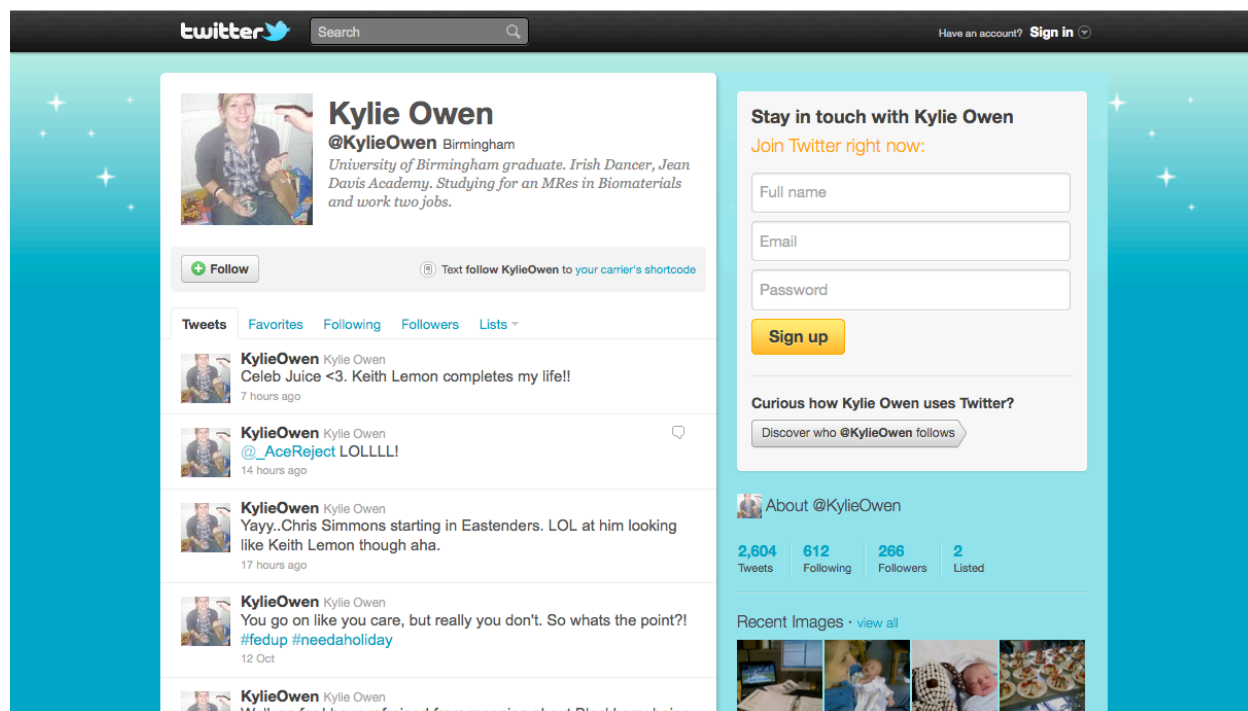 twitter
Search
Have an account? Sign in
Kylie Owen
@KylieOwen Birmingham
University of Birmingham graduate. Irish Dancer, Jean
Davis Academy. Studying for an MRes in Biomaterials
and work two jobs.
Follow
Text follow KylieOwen to your carrier's shortcode
Tweets Favorites Following Followers Lists
KylieOwen Kylie Owen
Celeb Juice <3. Keith Lemon completes my life!!
7 hours ago
KylieOwen Kylie Owen
@_AceReject LOLLLL!
14 hours ago
KylieOwen Kylie Owen
Yayy..Chris Simmons starting in Eastenders. LOL at him looking
like Keith Lemon though aha.
17 hours ago
KylieOwen Kylie Owen
You go on like you care, but really you don't. So whats the point?!
#fedup #needaholiday
12 Oct
KylieOwen Kylie Owen
Stay in touch with Kylie Owen
Join Twitter right now:
Full name
Email
Password
Sign up
Curious how Kylie Owen uses Twitter?
Discover who @KylieOwen follows
About @KylieOwen
2,604 612 266 2
Tweets Following Followers Listed
Recent Images · view all